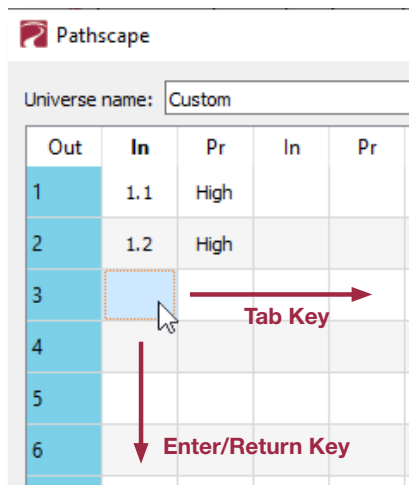 Pathscape
Universe name: Custom
Out In Pr In Pr
1 1.1 High
2 1.2 High
3
Tab Key
4
5
6 Enter/Return Key